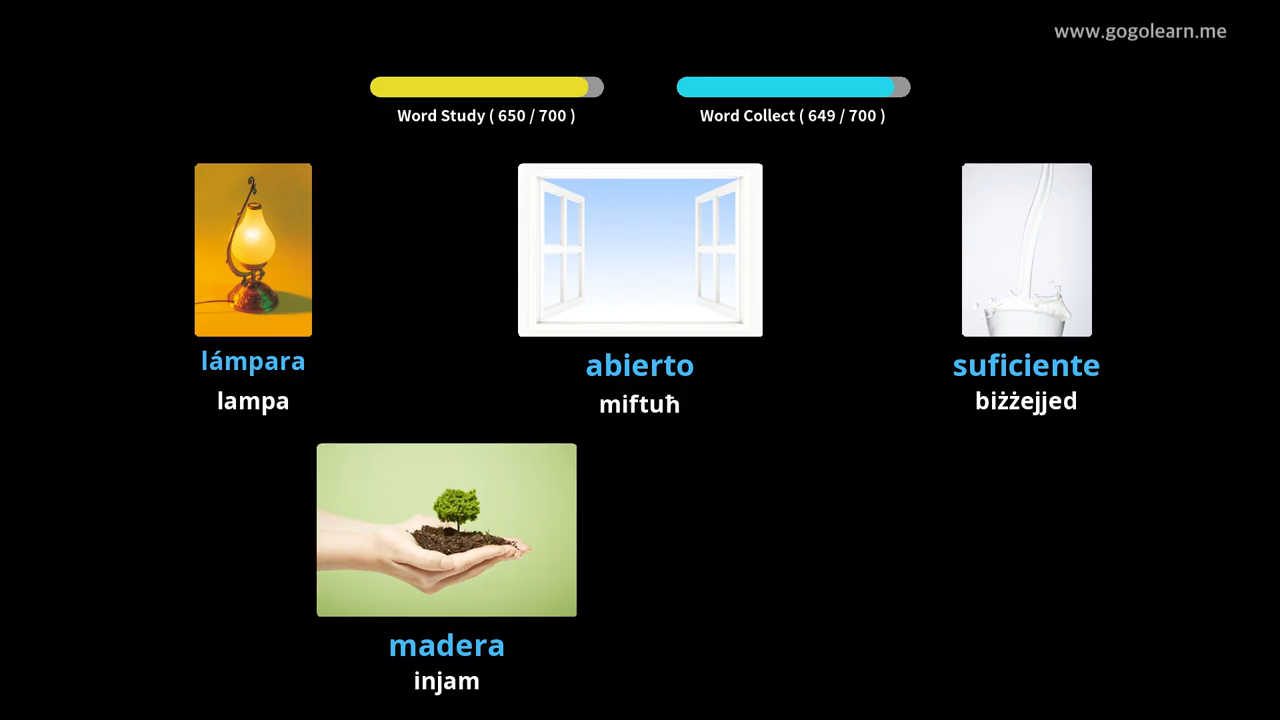 www.gogolearn.me
Word Study ( 650 / 700 )
Word Collect ( 649 / 700 )
lámpara
lampa
abierto
miftuħ
suficiente
biżżejjed
madera
injam